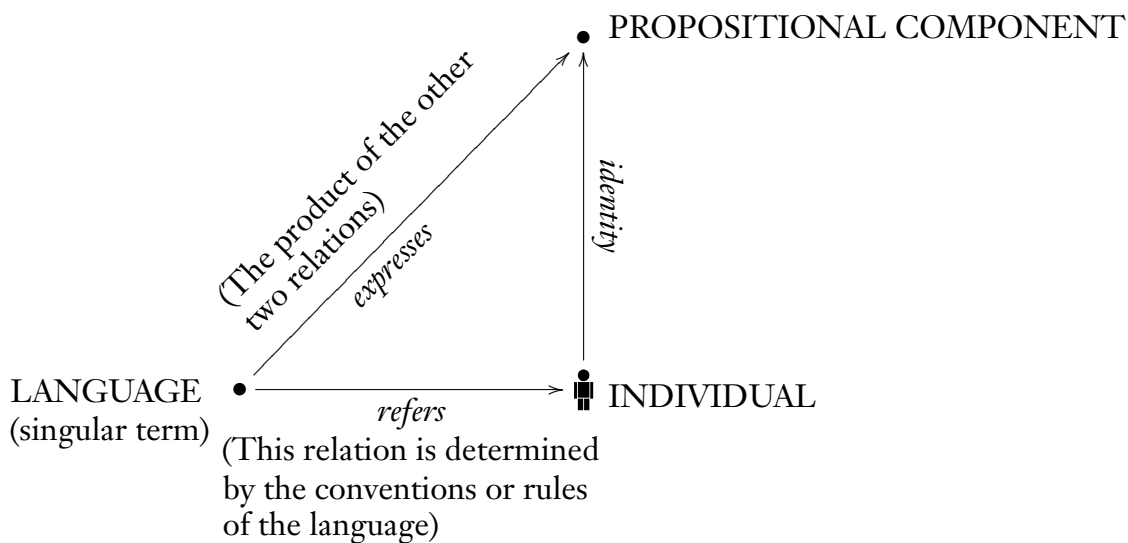 PROPOSITIONAL COMPONENT
(The product of the other
two relations)
expresses
identity
LANGUAGE
(singular term)
refers
INDIVIDUAL
(This relation is determined
by the conventions or rules
of the language)